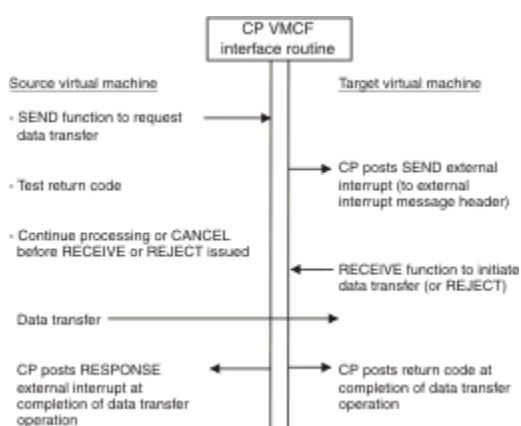 CP VMCF
interface routine
Source virtual machine
Target virtual machine
- SEND function to request
data transfer
CP posts SEND external
interrupt (to external
interrupt message header)
- Test return code
- Continue processing or CANCEL
before RECEIVE or REJECT issued
RECEIVE function to initiate
data transfer (or REJECT)
Data transfer
CP posts RESPONSE
external interrupt at
completion of data transfer
operation
CP posts return code at
completion of data transfer
operation